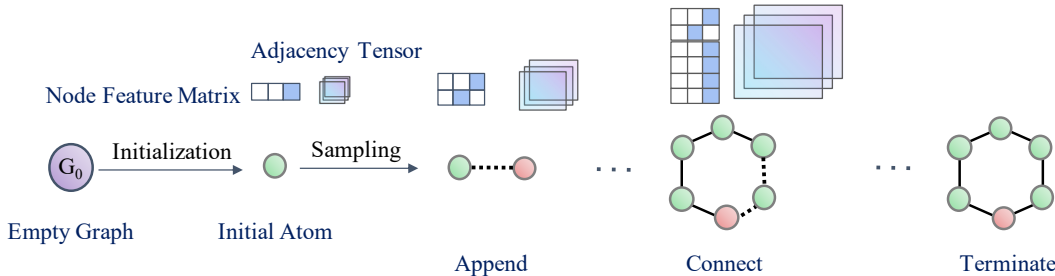 Adjacency Tensor
Node Feature Matrix
G0
Initialization
Sampling
...
...
Empty Graph
Initial Atom
Append
Connect
Terminate